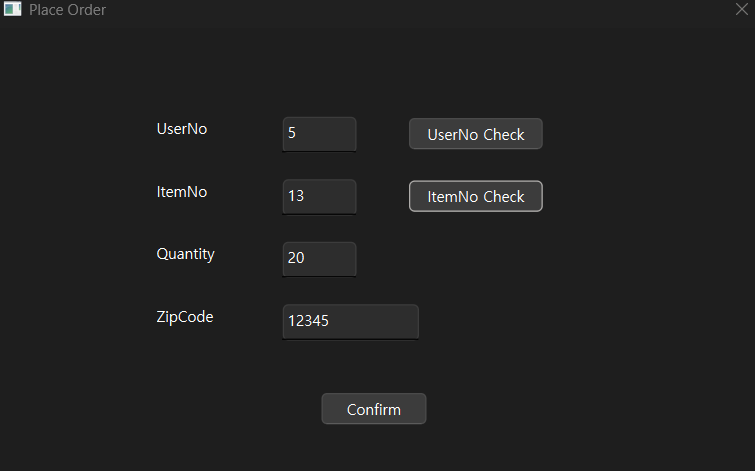 Place Order
UserNo 5 UserNo Check
ItemNo 13 ItemNo Check
Quantity 20
ZipCode 12345
Confirm